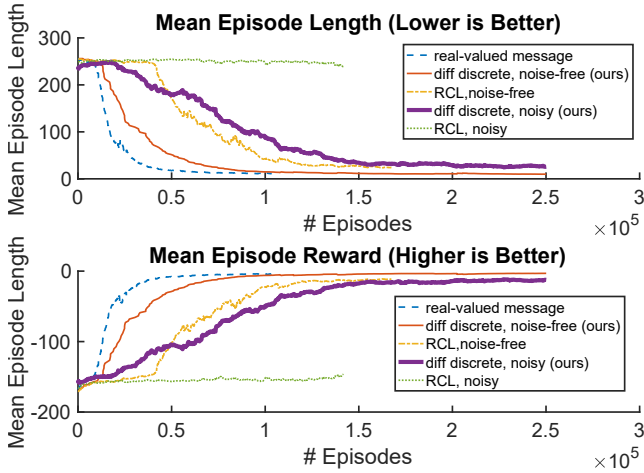 Mean Episode Length (Lower is Better)
Mean Episode Length
300
200
100
0
real-valued message
diff discrete, noise-free (ours)
RCL,noise-free
diff discrete, noisy (ours)
RCL, noisy
0 0.5 1 1.5 2 2.5 3
# Episodes
×10^5
Mean Episode Reward (Higher is Better)
Mean Episode Length
0
-100
-200
real-valued message
diff discrete, noise-free (ours)
RCL,noise-free
diff discrete, noisy (ours)
RCL, noisy
0 0.5 1 1.5 2 2.5 3
# Episodes
×10^5